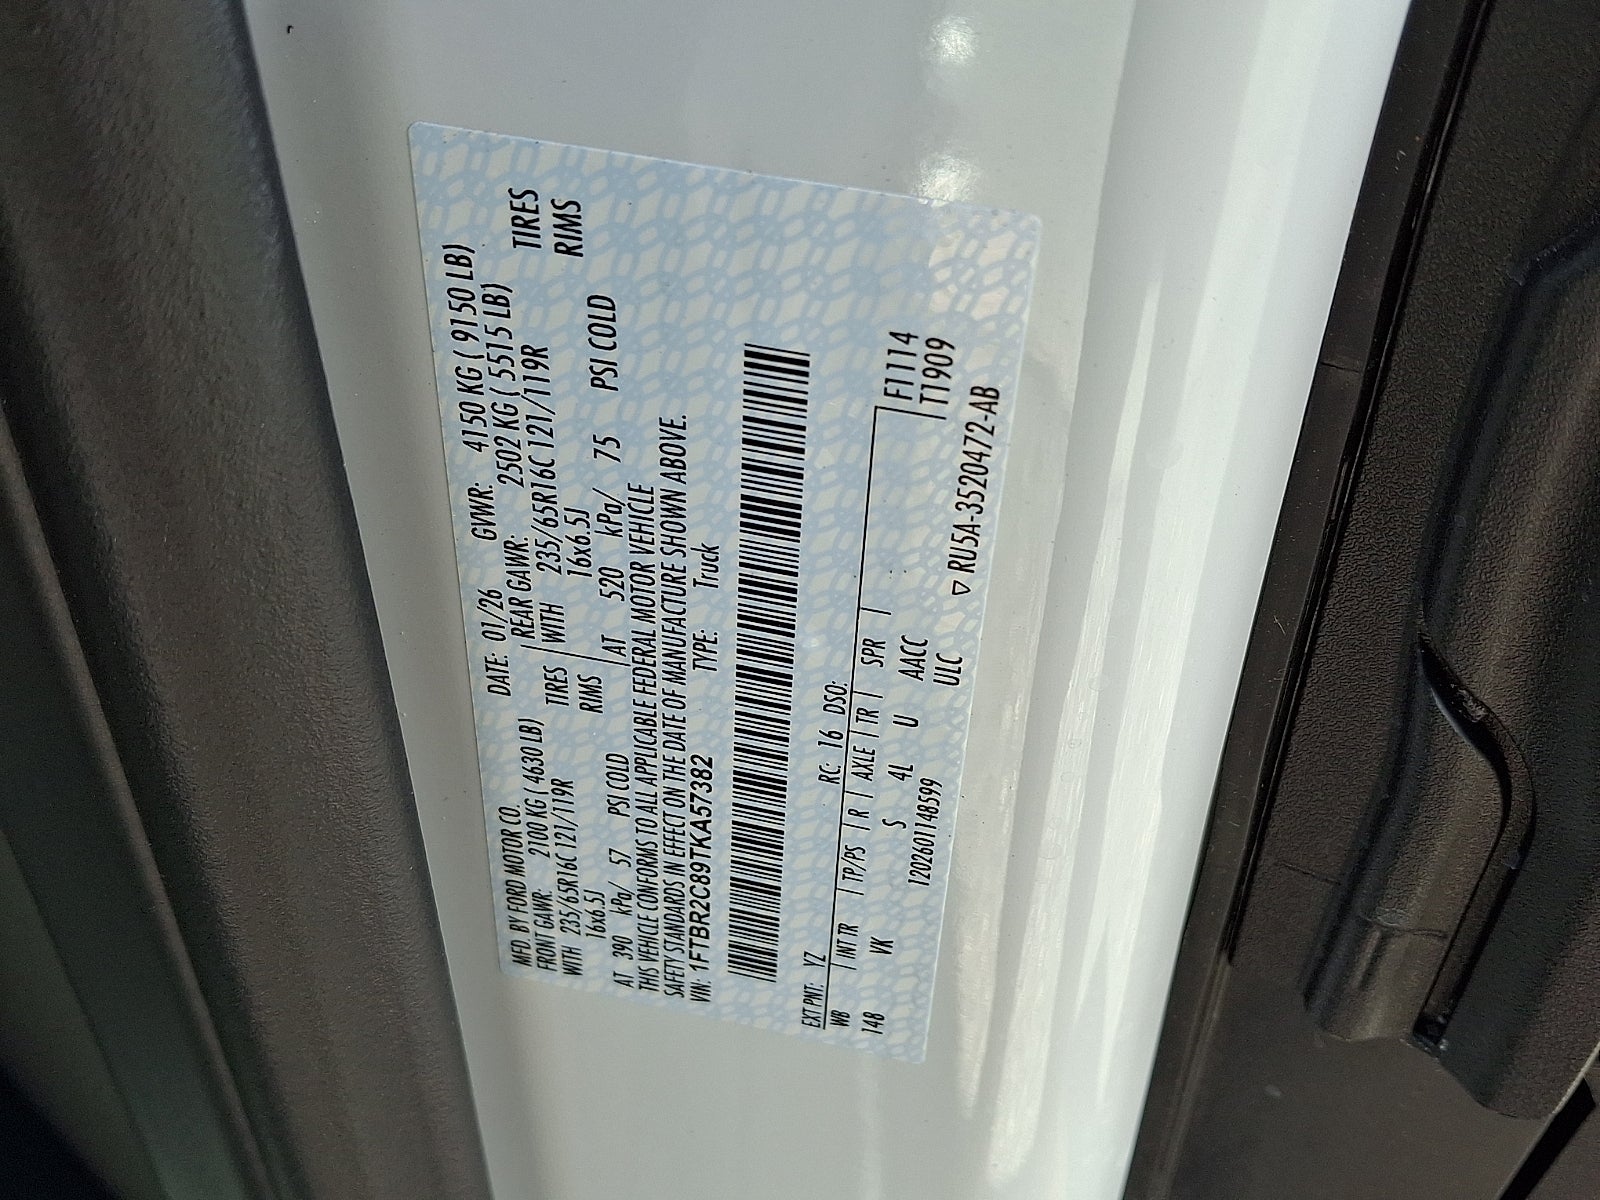 MFD. BY FORD MOTOR CO.
DATE: 01/26 GVWR: 4150 KG ( 9150 LB)
FRONT GAWR: 2100 KG ( 4630 LB) REAR GAWR: 2502 KG ( 5515 LB)
WITH 235/65R16C 121/119R TIRES WITH 235/65R16C 121/119R TIRES
16x6.5J RIMS 16x6.5J RIMS
AT 390 kPa/ 57 PSI COLD AT 520 kPa/ 75 PSI COLD
THIS VEHICLE CONFORMS TO ALL APPLICABLE FEDERAL MOTOR VEHICLE
SAFETY STANDARDS IN EFFECT ON THE DATE OF MANUFACTURE SHOWN ABOVE.
VIN: 1FTBR2C89TKA57382 TYPE: Truck
EXT PNT: YZ RC: 16 DSO:
WB INT TR TP/PS R AXLE TR SPR F1114
148 VK S 4L U AACC T1909
120260114B599 ULC
▽ RU5A-3520472-AB